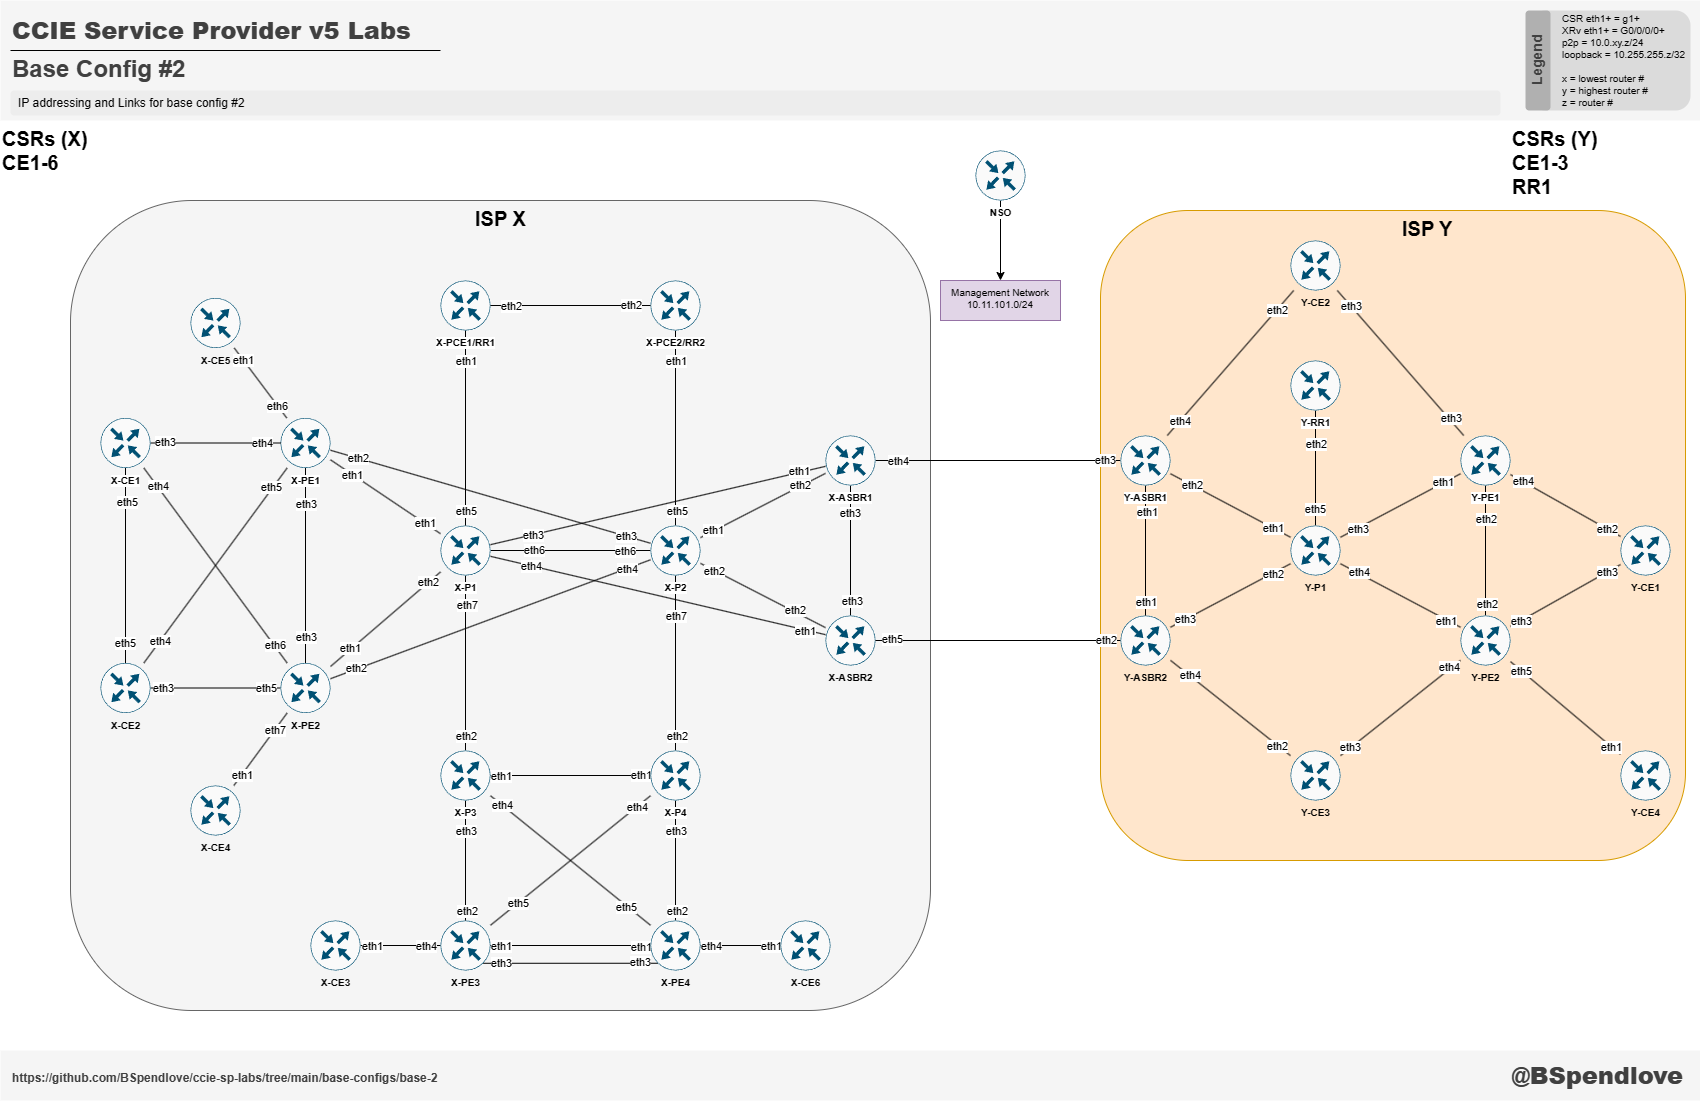 CCIE Service Provider v5 Labs
Base Config #2
IP addressing and Links for base config #2
Legend
CSR eth1+ = g1+
XRv eth1+ = G0/0/0/0+
p2p = 10.0.xy.z/24
loopback = 10.255.255.z/32
x = lowest router #
y = highest router #
z = router #
CSRs (X)
CE1-6
CSRs (Y)
CE1-3
RR1
NSO
Management Network
10.11.101.0/24
ISP X
eth2
eth2
X-PCE1/RR1
X-PCE2/RR2
eth1
eth1
X-CE5
eth1
eth6
eth3
eth4
X-CE1
X-PE1
eth2
eth1
eth4
eth5
eth5
eth3
eth1
eth5
eth5
eth1
eth2
X-ASBR1
eth4
eth3
eth3
eth3
eth1
eth6
eth6
eth4
eth4
eth2
X-P1
X-P2
eth2
eth7
eth7
eth3
eth2
eth1
eth5
X-ASBR2
eth5
eth5
eth4
eth6
eth3
eth1
eth2
eth3
eth5
X-CE2
X-PE2
eth7
eth1
X-CE4
eth2
eth2
eth1
eth1
eth4
eth4
X-P3
X-P4
eth3
eth3
eth5
eth5
eth2
eth2
eth1
eth4
eth1
eth1
eth4
eth1
eth3
eth3
X-CE3
X-PE3
X-PE4
X-CE6
ISP Y
Y-CE2
eth2
eth3
Y-RR1
eth4
eth3
eth2
eth3
Y-ASBR1
eth2
eth1
eth1
eth5
eth1
eth4
Y-PE1
eth2
eth3
eth2
Y-P1
eth2
eth4
Y-CE1
eth3
eth1
eth3
eth2
eth1
eth2
eth3
Y-ASBR2
Y-PE2
eth4
eth4
eth5
eth2
eth3
eth1
Y-CE3
Y-CE4
https://github.com/BSpendlove/ccie-sp-labs/tree/main/base-configs/base-2
@BSpendlove